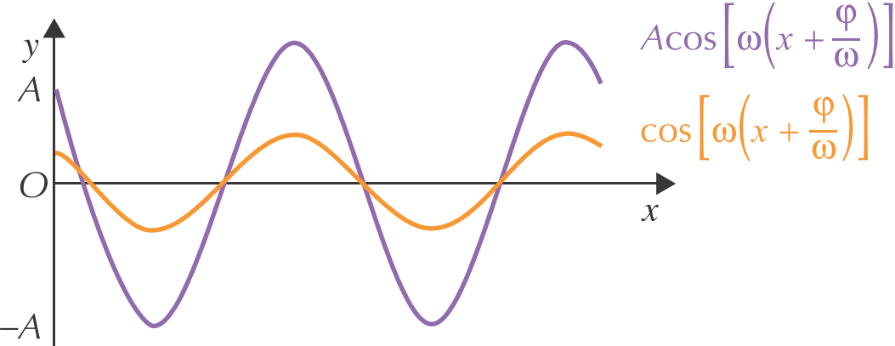 y
A
O
x
–A
Acos[ω(x + φ/ω)]
cos[ω(x + φ/ω)]